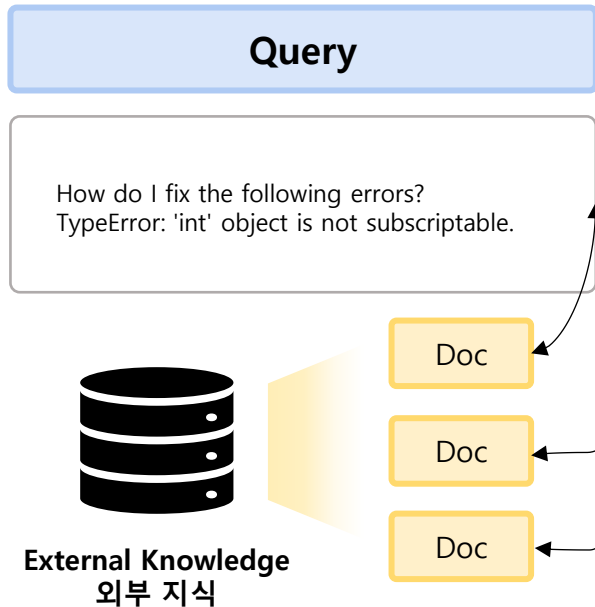 Query
How do I fix the following errors?
TypeError: 'int' object is not subscriptable.
Doc
Doc
Doc
External Knowledge
외부 지식